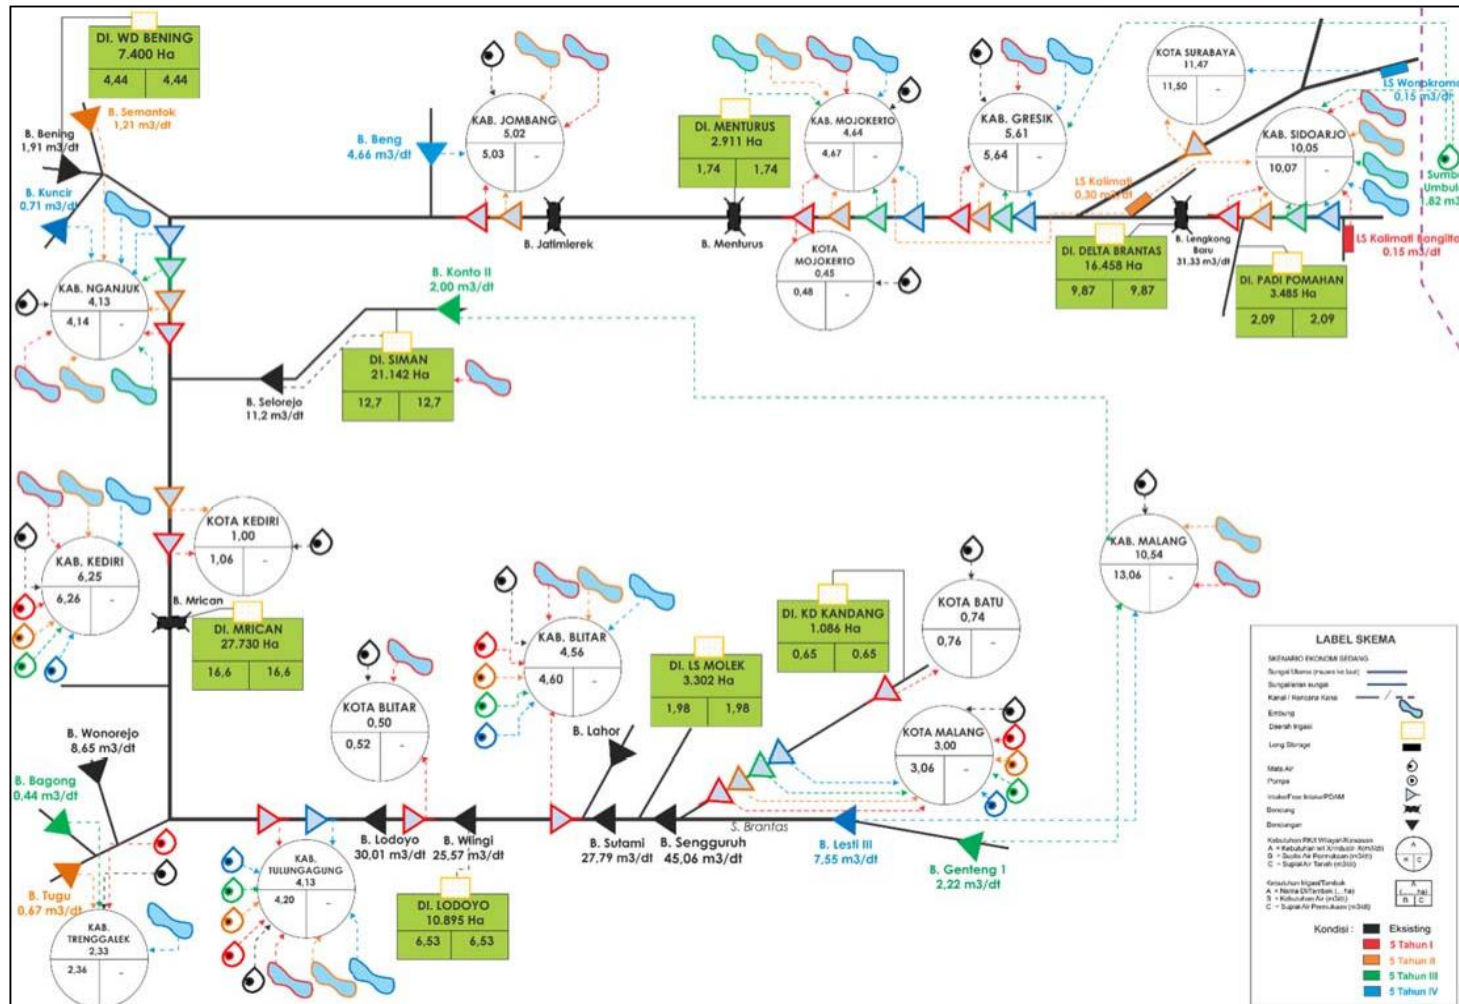 DI. WD BENING
7.400 Ha
4,44 4,44
B. Semantok
1,21 m3/dt
B. Bening
1,91 m3/dt
B. Kuncir
0,71 m3/dt
KAB. NGANJUK
4,13
4,14 -
B. Beng
4.66 m3/dt
KAB. JOMBANG
5,02
5,03 -
B. Jatimlerek
DI. MENTURUS
2.911 Ha
1,74 1,74
B. Menturus
KAB. MOJOKERTO
4,64
4,67 -
KOTA
MOJOKERTO
0,45
0,48 -
KAB. GRESIK
5,61
5,64 -
KOTA SURABAYA
11,47
11,50 -
LS Wonokromo
0,15 m3/dt
KAB. SIDOARJO
10,05
10,07 -
LS Kalimati
0,30 m3/dt
DI. DELTA BRANTAS
16.458 Ha
9,87 9,87
B. Lengkong
Baru
31,33 m3/dt
DI. PADI POMAHAN
3.485 Ha
2,09 2,09
0,15 m3/dt
B. Konto II
2,00 m3/dt
DI. SIMAN
21.142 Ha
12,7 12,7
B. Selorejo
11,2 m3/dt
KOTA KEDIRI
1,00
1,06 -
KAB. KEDIRI
6,25
6,26 -
B. Mrican
DI. MRICAN
27.730 Ha
16,6 16,6
KAB. MALANG
10,54
13,06 -
KOTA BATU
0,74
0,76 -
DI. KD KANDANG
1.086 Ha
0,65 0,65
KAB. BLITAR
4,56
4,60 -
DI. LS MOLEK
3.302 Ha
1,98 1,98
KOTA BLITAR
0,50
0,52 -
KOTA MALANG
3,00
3,06 -
B. Lahor
B. Wonorejo
8,65 m3/dt
B. Bagong
0,44 m3/dt
B. Tugu
0,67 m3/dt
KAB.
TRENGGALEK
2,33
2,36 -
KAB.
TULUNGAGUNG
4,13
4,20 -
B. Lodoyo
30,01 m3/dt
B. Wlingi
25,57 m3/dt
B. Sutami
27,79 m3/dt
B. Sengguruh
45,06 m3/dt
S. Brantas
B. Lesti III
7,55 m3/dt
B. Genteng 1
2,22 m3/dt
DI. LODOYO
10.895 Ha
6,53 6,53
LABEL SKEMA
SKENARIO EKONOMI SEDANG
Embung
Daerah Irigasi
Long Storage
Mata Air
Pompa
Bendung
Bendungan
Kondisi :
Eksisting
5 Tahun I
5 Tahun II
5 Tahun III
5 Tahun IV